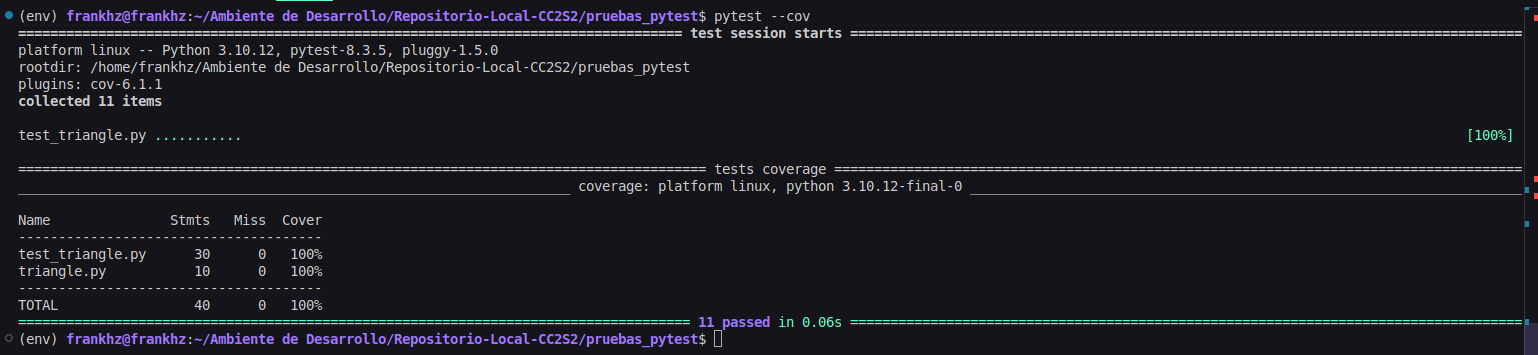 (env) frankhz@frankhz:~/Ambiente de Desarrollo/Repositorio-Local-CC2S2/pruebas_pytest$ pytest --cov
==================== test session starts ====================
platform linux -- Python 3.10.12, pytest-8.3.5, pluggy-1.5.0
rootdir: /home/frankhz/Ambiente de Desarrollo/Repositorio-Local-CC2S2/pruebas_pytest
plugins: cov-6.1.1
collected 11 items
test_triangle.py ........... [100%]
==================== tests coverage ====================
____________________ coverage: platform linux, python 3.10.12-final-0 ____________________
Name Stmts Miss Cover
--------------------------------------
test_triangle.py 30 0 100%
triangle.py 10 0 100%
--------------------------------------
TOTAL 40 0 100%
==================== 11 passed in 0.06s ====================
(env) frankhz@frankhz:~/Ambiente de Desarrollo/Repositorio-Local-CC2S2/pruebas_pytest$